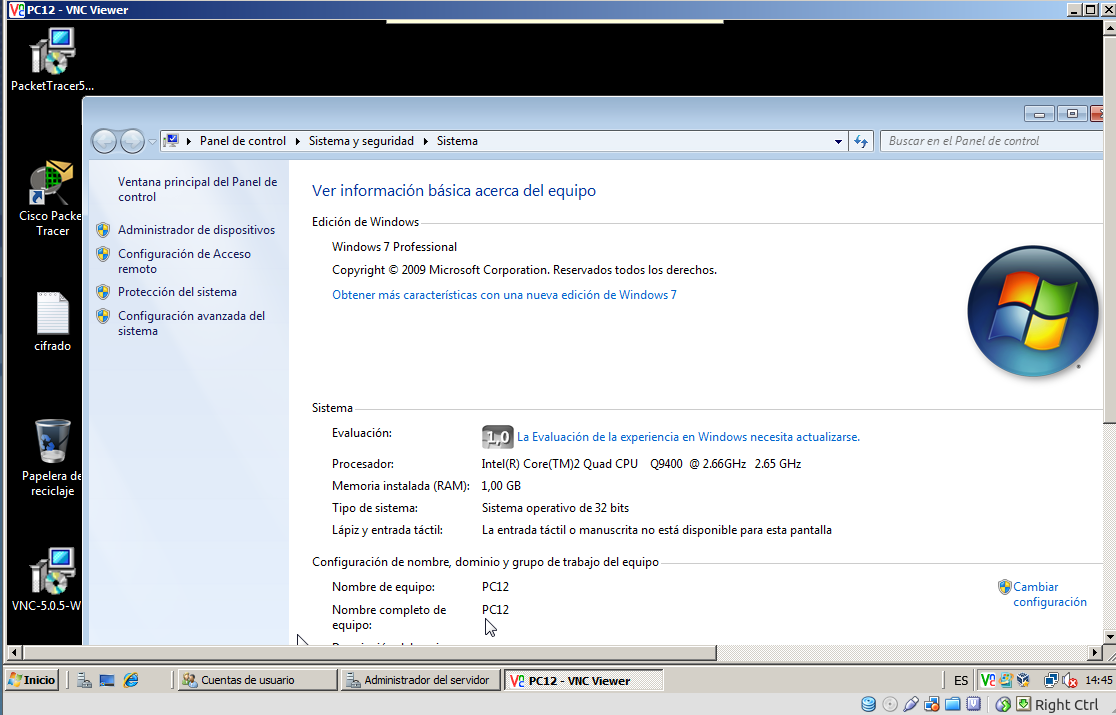 PC12 - VNC Viewer
PacketTracer5...
Panel de control
Sistema y seguridad
Sistema
Buscar en el Panel de control
Ventana principal del Panel de
control
Ver información básica acerca del equipo
Cisco Packe
Tracer
Edición de Windows
Administrador de dispositivos
Windows 7 Professional
Configuración de Acceso
remoto
Copyright © 2009 Microsoft Corporation. Reservados todos los derechos.
Protección del sistema
Obtener más características con una nueva edición de Windows 7
Configuración avanzada del
sistema
cifrado
Sistema
Evaluación:
1,0 La Evaluación de la experiencia en Windows necesita actualizarse.
Procesador: Intel(R) Core(TM)2 Quad CPU Q9400 @ 2.66GHz 2.65 GHz
Papelera de
reciclaje
Memoria instalada (RAM): 1,00 GB
Tipo de sistema: Sistema operativo de 32 bits
Lápiz y entrada táctil: La entrada táctil o manuscrita no está disponible para esta pantalla
Configuración de nombre, dominio y grupo de trabajo del equipo
Nombre de equipo: PC12
Cambiar
configuración
Nombre completo de
equipo:
PC12
VNC-5.0.5-W
Inicio
Cuentas de usuario
Administrador del servidor
PC12 - VNC Viewer
ES
14:45
Right Ctrl